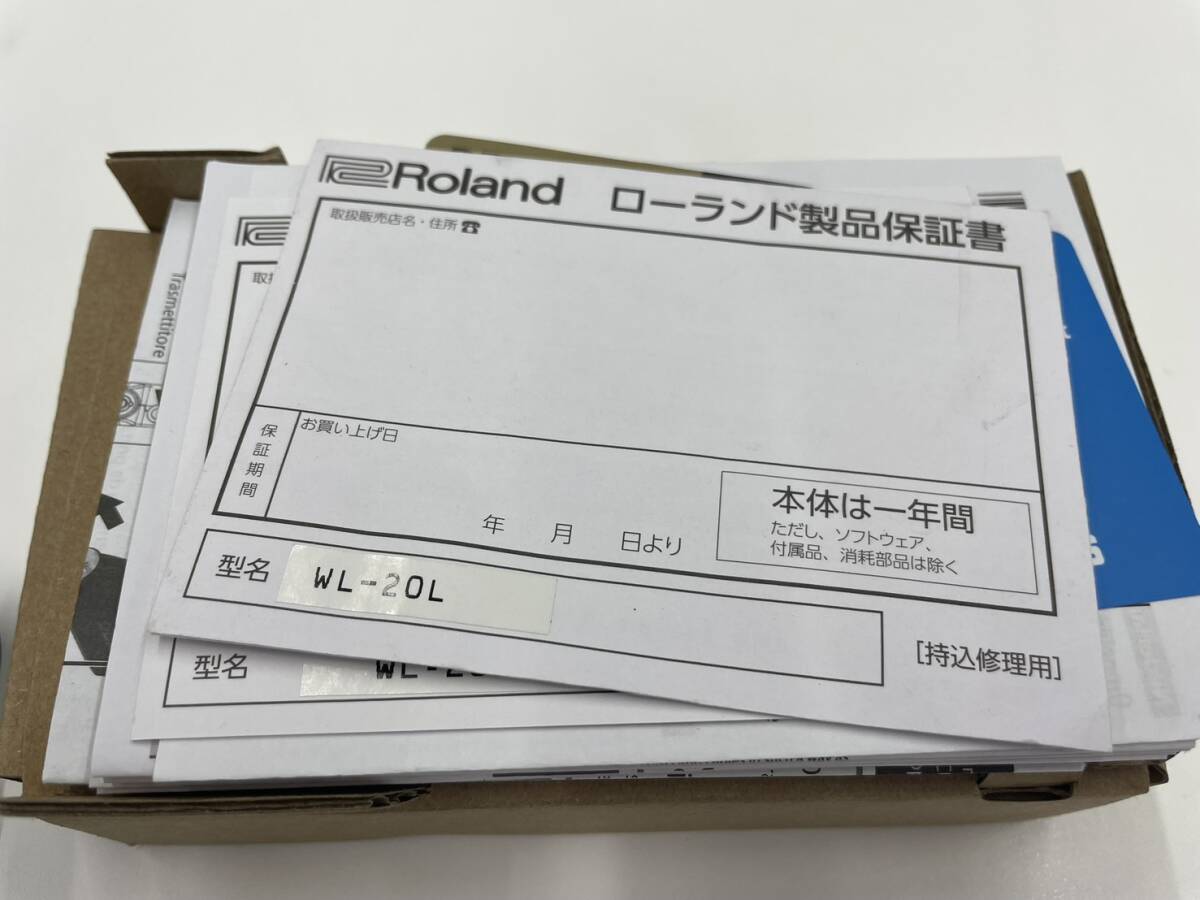 Roland ローランド製品保証書
取扱販売店名・住所☎
保証期間
お買い上げ日
年 月 日より
本体は一年間
ただし、ソフトウェア、
付属品、消耗部品は除く
型名 WL-20L
[持込修理用]
型名
Trasmettitore